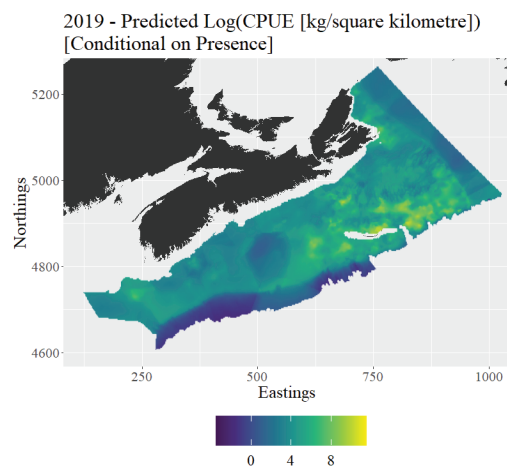 2019 - Predicted Log(CPUE [kg/square kilometre])
[Conditional on Presence]
Northings
5200
5000
4800
4600
250 500 750 1000
Eastings
0 4 8